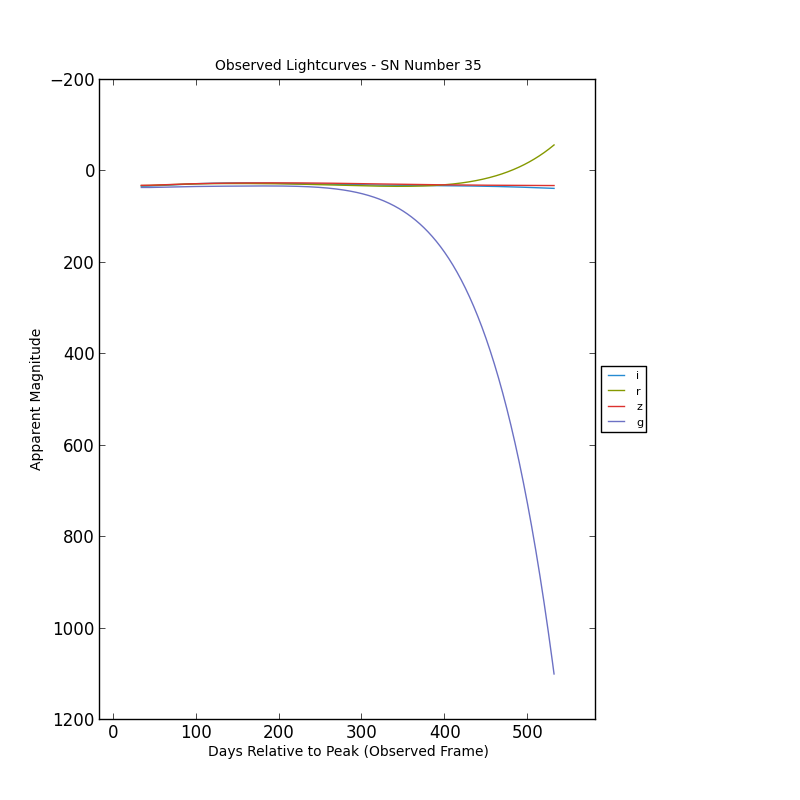 Observed Lightcurves - SN Number 35
−200
0
200
400
600
800
1000
1200
Apparent Magnitude
0 100 200 300 400 500
Days Relative to Peak (Observed Frame)
i
r
z
g